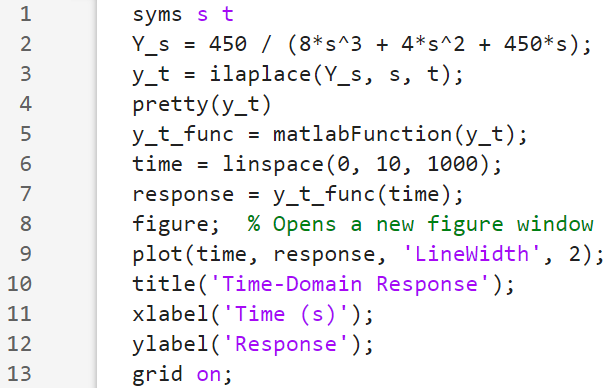 1 syms s t
2 Y_s = 450 / (8*s^3 + 4*s^2 + 450*s);
3 y_t = ilaplace(Y_s, s, t);
4 pretty(y_t)
5 y_t_func = matlabFunction(y_t);
6 time = linspace(0, 10, 1000);
7 response = y_t_func(time);
8 figure;  % Opens a new figure window
9 plot(time, response, 'LineWidth', 2);
10 title('Time-Domain Response');
11 xlabel('Time (s)');
12 ylabel('Response');
13 grid on;